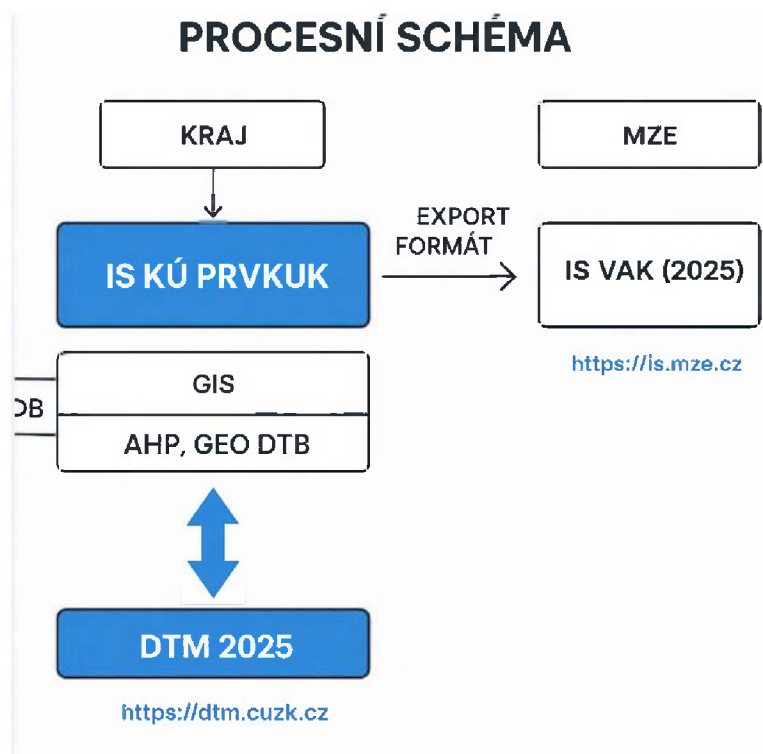 PROCESNÍ SCHÉMA
KRAJ
MZE
IS KÚ PRVKUK
EXPORT
FORMÁT
IS VAK (2025)
https://is.mze.cz
GIS
DB
AHP, GEO DTB
DTM 2025
https://dtm.cuzk.cz